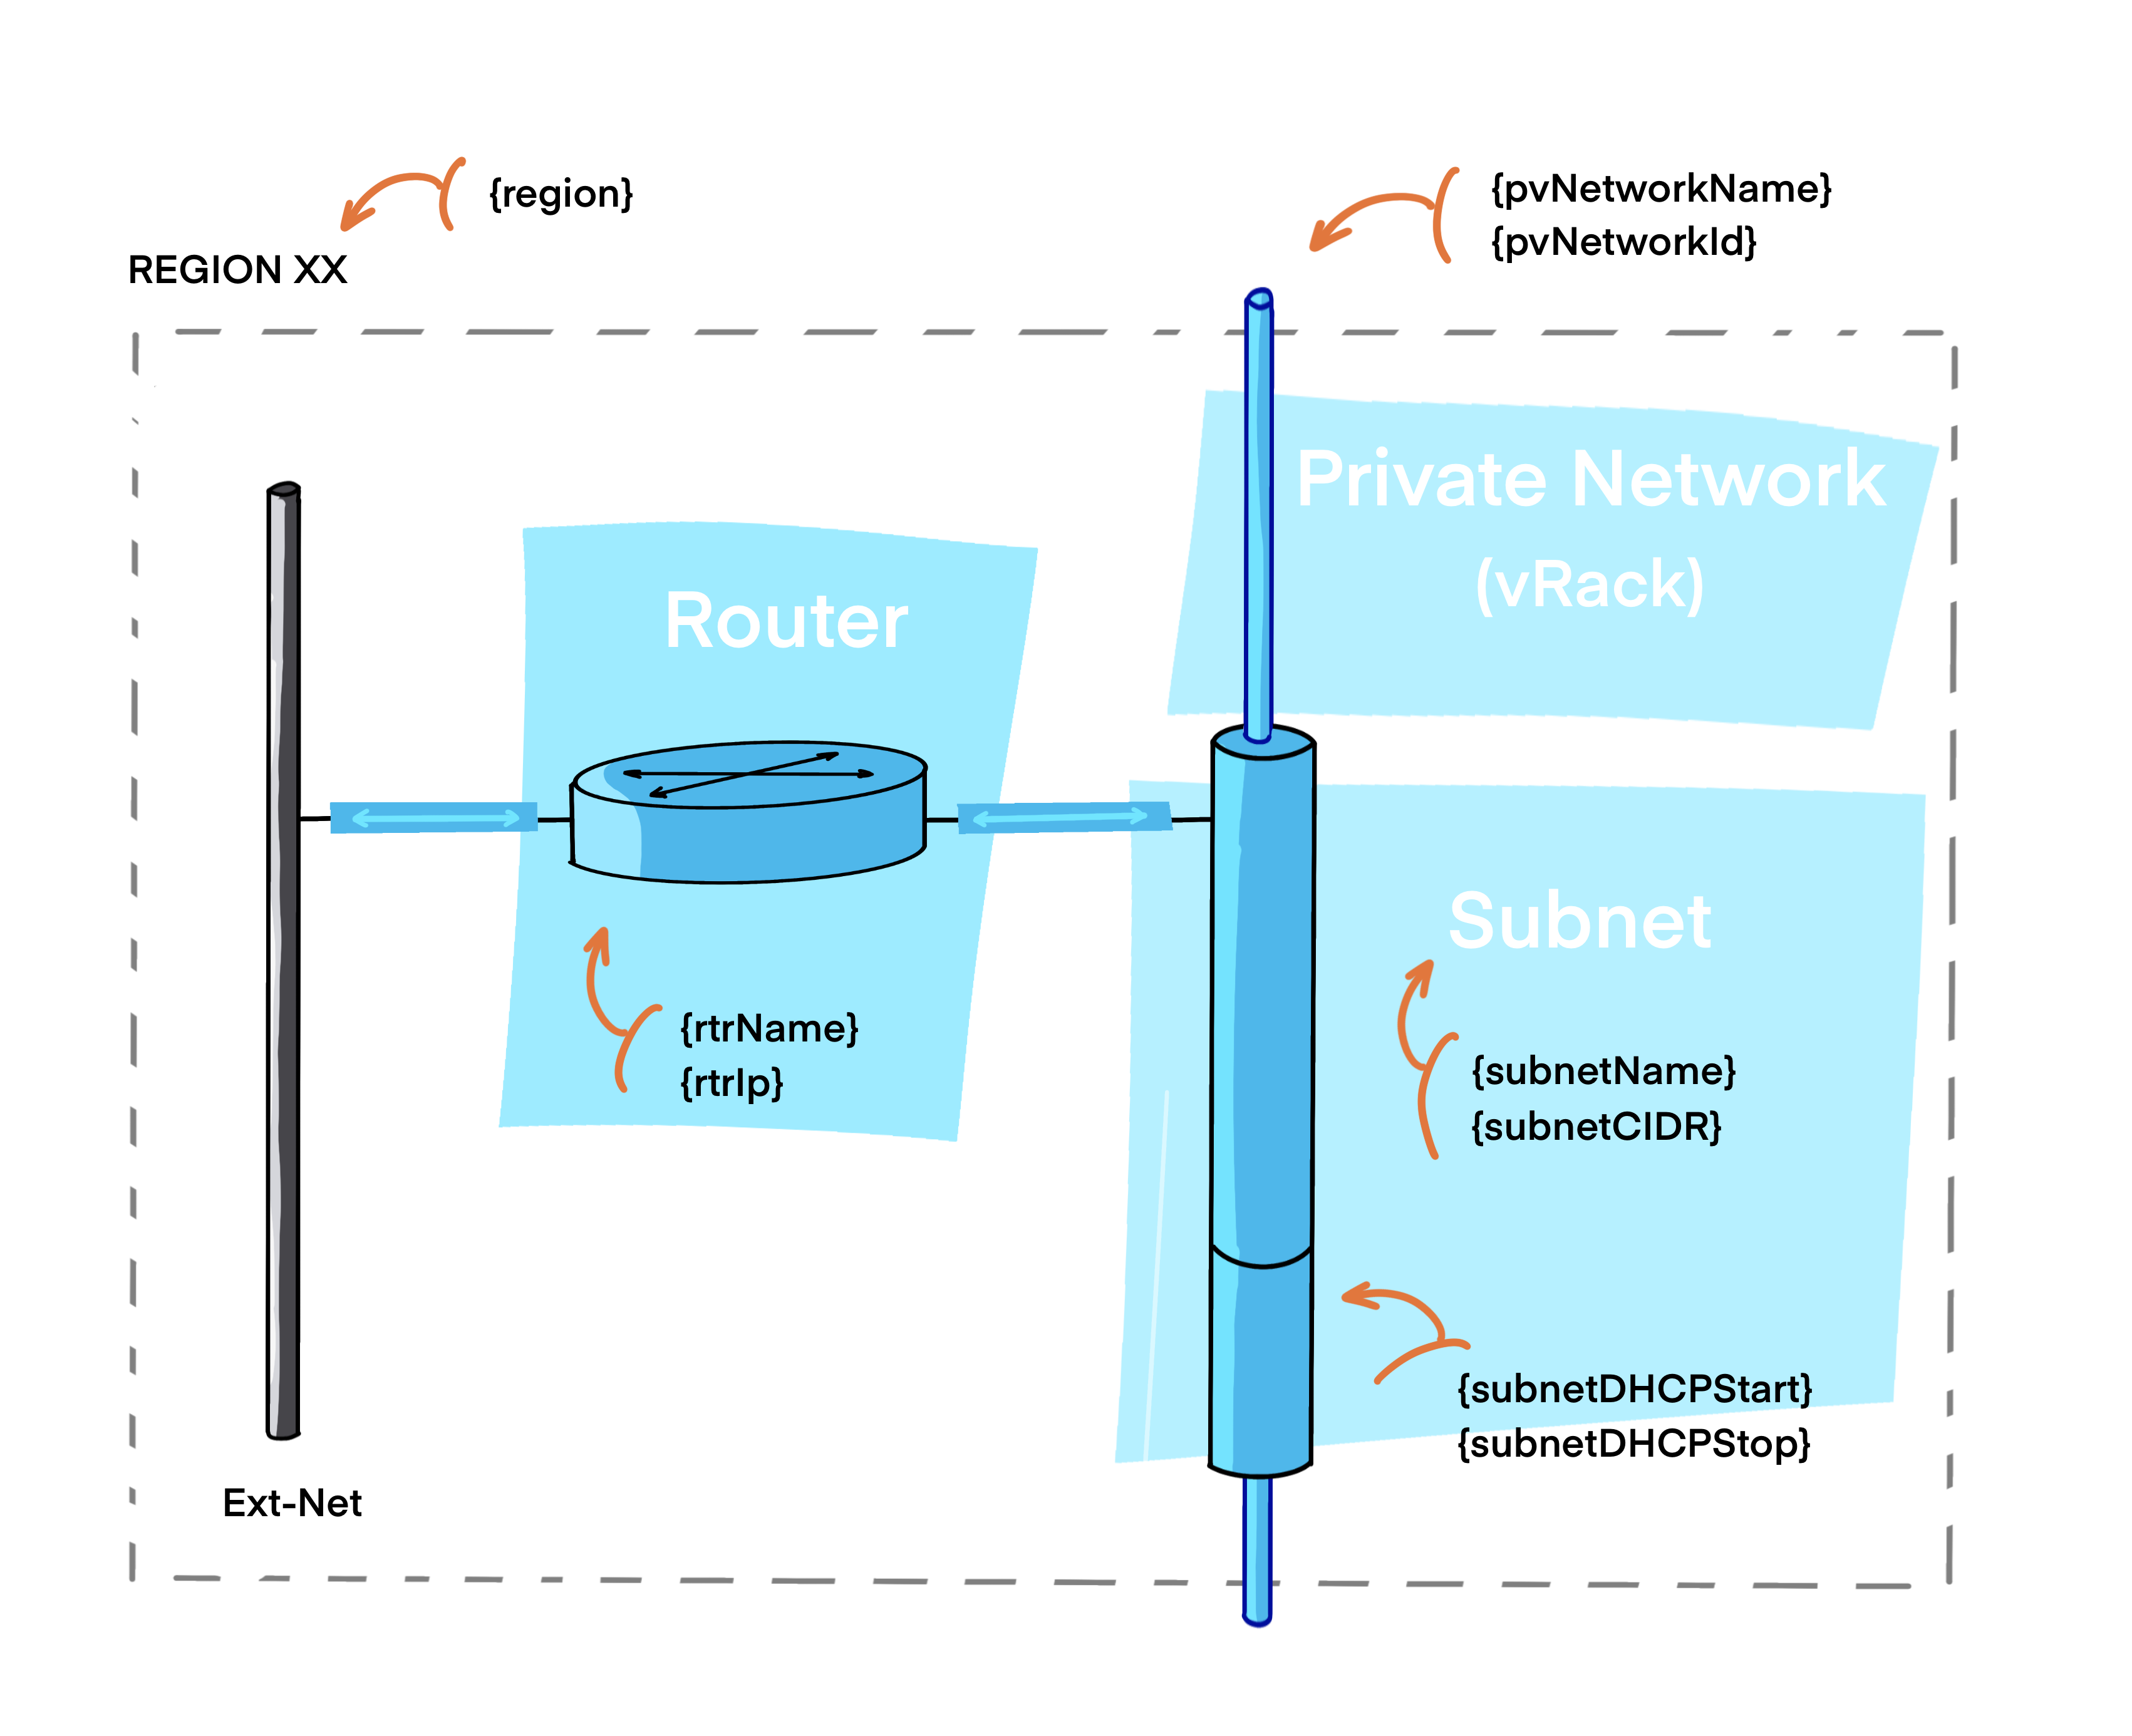 {region}
{pvNetworkName}
{pvNetworkId}
REGION XX
Private Network
(vRack)
Router
Subnet
{rtrName}
{rtrIp}
{subnetName}
{subnetCIDR}
{subnetDHCPStart}
{subnetDHCPStop}
Ext-Net